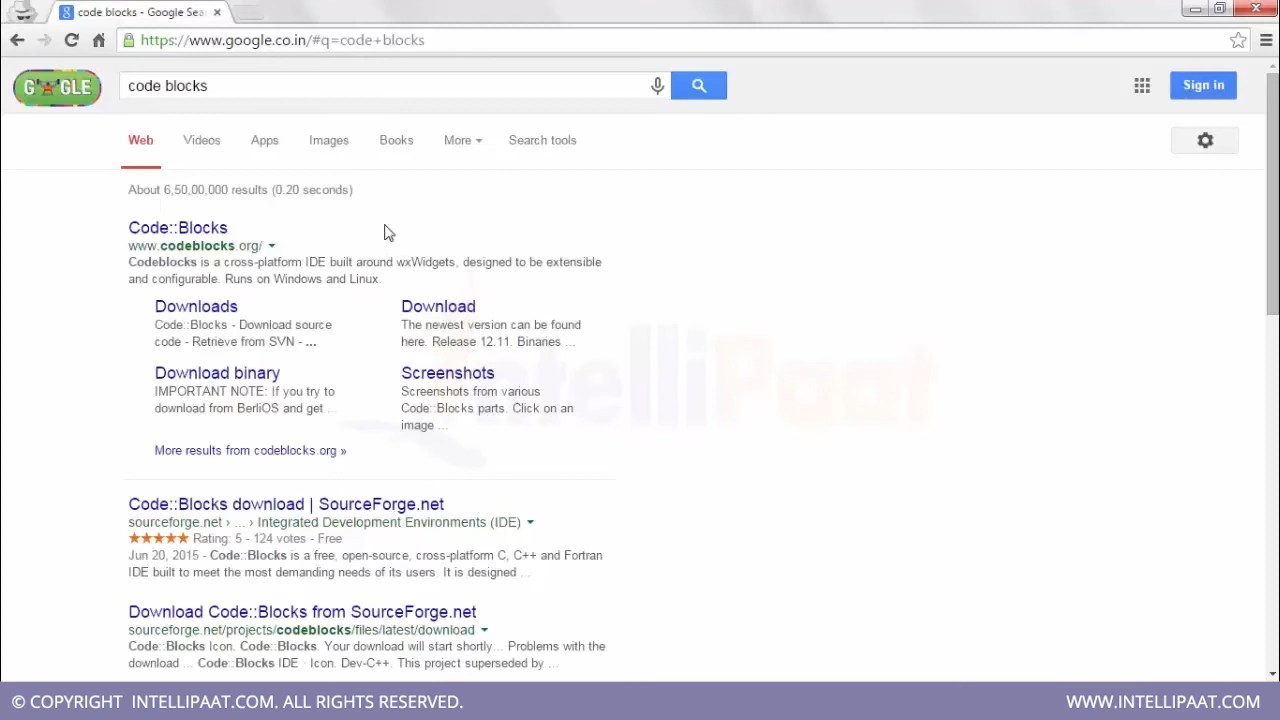 code blocks - Google Sea
https://www.google.co.in/#q=code+blocks
G GLE
code blocks
Sign in
Web Videos Apps Images Books More Search tools
About 6,50,00,000 results (0.20 seconds)
Code::Blocks
www.codeblocks.org/
Codeblocks is a cross-platform IDE built around wxWidgets, designed to be extensible
and configurable. Runs on Windows and Linux.
Downloads
Code::Blocks - Download source
code - Retrieve from SVN - ...
Download
The newest version can be found
here. Release 12.11. Binaries ...
Download binary
IMPORTANT NOTE: If you try to
download from BerliOS and get ...
Screenshots
Screenshots from various
Code::Blocks parts. Click on an
image ...
More results from codeblocks.org »
intelliPaat
Code::Blocks download | SourceForge.net
sourceforge.net › ... › Integrated Development Environments (IDE)
Rating: 5 - 124 votes - Free
Jun 20, 2015 - Code::Blocks is a free, open-source, cross-platform C, C++ and Fortran
IDE built to meet the most demanding needs of its users. It is designed ...
Download Code::Blocks from SourceForge.net
sourceforge.net/projects/codeblocks/files/latest/download
Code::Blocks Icon. Code::Blocks. Your download will start shortly... Problems with the
download ... Code::Blocks IDE · Icon. Dev-C++. This project superseded by ...
© COPYRIGHT INTELLIPAAT.COM. ALL RIGHTS RESERVED.
WWW.INTELLIPAAT.COM